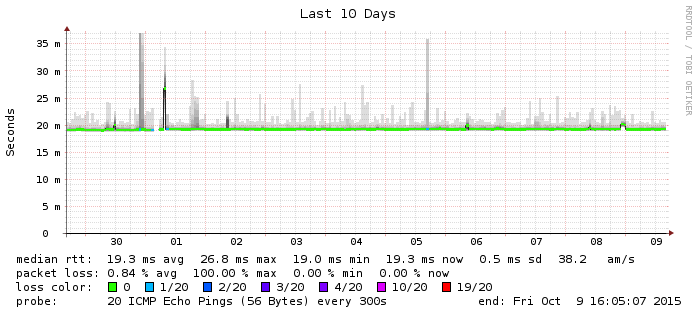 Last 10 Days
RRDTOOL / TOBI OETIKER
Seconds
35 m
30 m
25 m
20 m
15 m
10 m
5 m
0
30 01 02 03 04 05 06 07 08 09
median rtt: 19.3 ms avg 26.8 ms max 19.0 ms min 19.3 ms now 0.5 ms sd 38.2 am/s
packet loss: 0.84 % avg 100.00 % max 0.00 % min 0.00 % now
loss color: 0 1/20 2/20 3/20 4/20 10/20 19/20
probe: 20 ICMP Echo Pings (56 Bytes) every 300s end: Fri Oct 9 16:05:07 2015